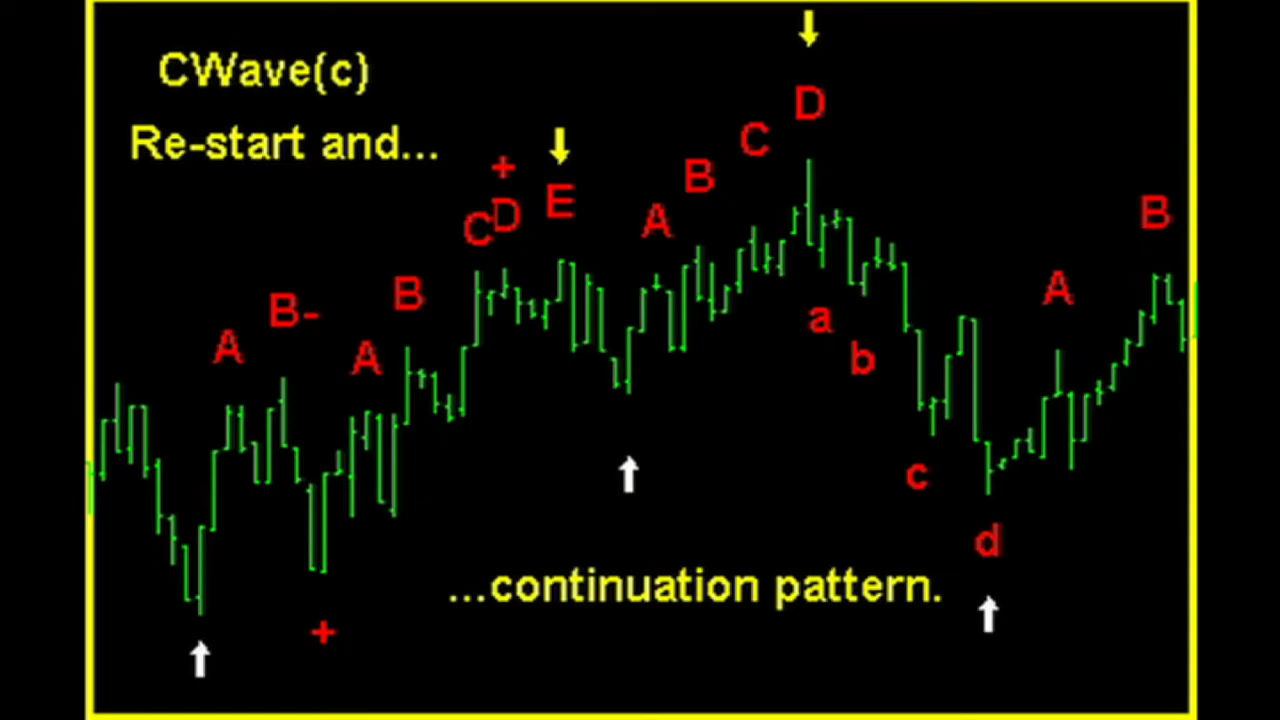 CWave(c)
Re-start and...
A
B-
A
B
C
D
+
E
A
B
C
D
a
b
c
d
A
B
+
...continuation pattern.